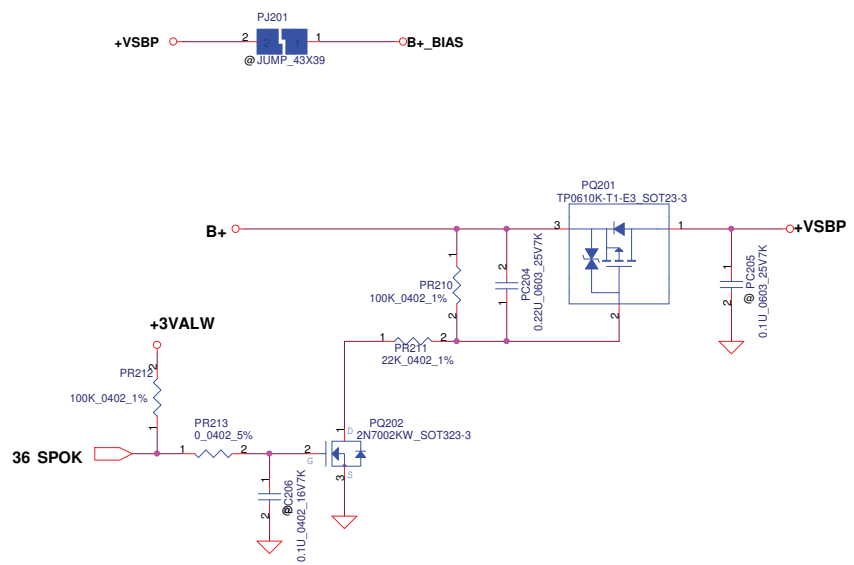 PJ201
+VSBP
2
2
1
1
B+_BIAS
@
JUMP_43X39
PQ201
TP0610K-T1-E3_SOT23-3
B+
3
1
+VSBP
2
1
PR210
100K_0402_1%
2
2
PC204
0.22U_0603_25V7K
1
1
@ PC205
0.1U_0603_25V7K
2
+3VALW
1
PR211
2
22K_0402_1%
2
PR212
100K_0402_1%
1
PR213
0_0402_5%
PQ202
2N7002KW_SOT323-3
1
D
36 SPOK
1
2
2
G
3
S
1
@PC206
0.1U_0402_16V7K
2